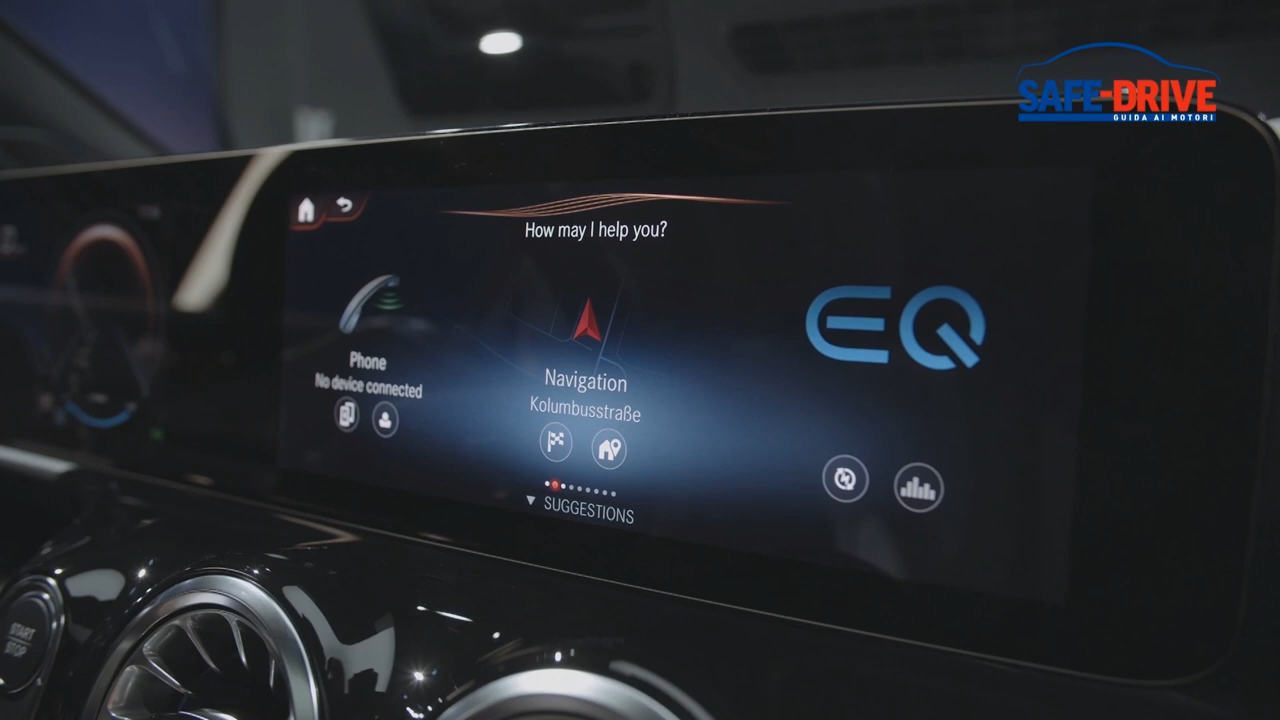 SAFE-DRIVE
GUIDA AI MOTORI
How may I help you?
Phone
No device connected
Navigation
Kolumbusstraße
SUGGESTIONS
EQ
START
STOP